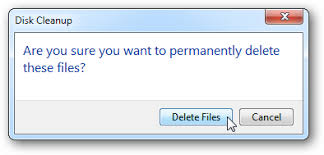 Disk Cleanup
Are you sure you want to permanently delete
these files?
Delete Files
Cancel